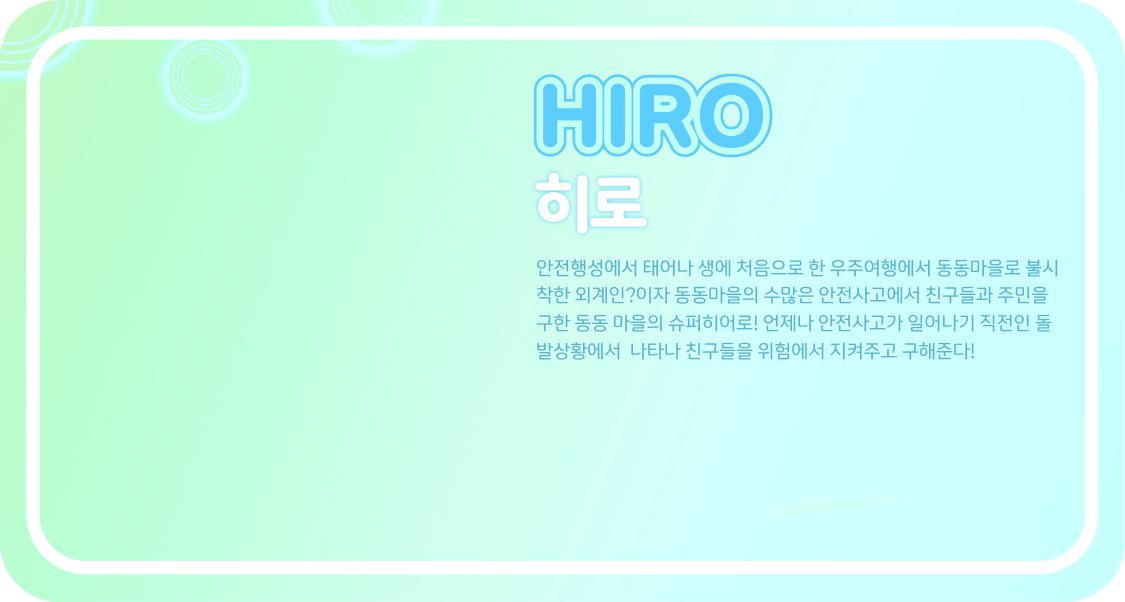 HIRO
히로
안전행성에서 태어나 생에 처음으로 한 우주여행에서 동동마을로 불시
착한 외계인?이자 동동마을의 수많은 안전사고에서 친구들과 주민을
구한 동동 마을의 슈퍼히어로! 언제나 안전사고가 일어나기 직전인 돌
발상황에서  나타나 친구들을 위험에서 지켜주고 구해준다!